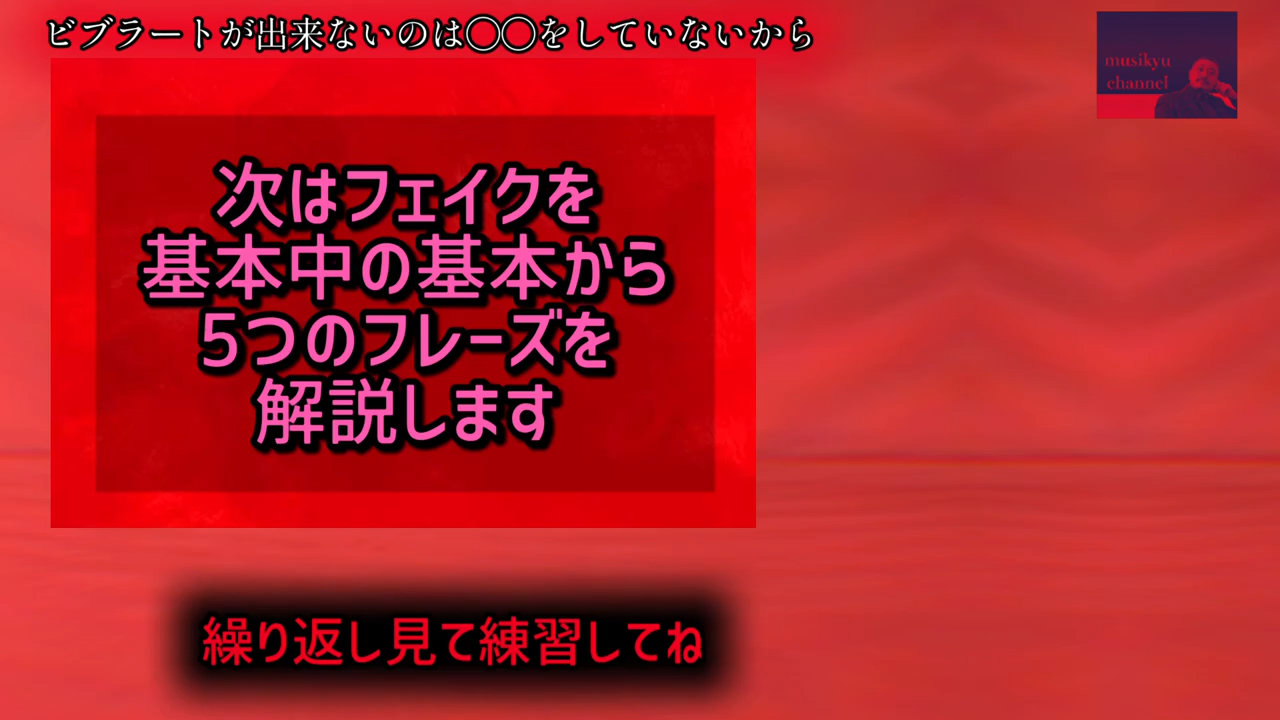 ビブラートが出来ないのは◯◯をしていないから
musikyu
channel
次はフェイクを
基本中の基本から
5つのフレーズを
解説します
繰り返し見て練習してね